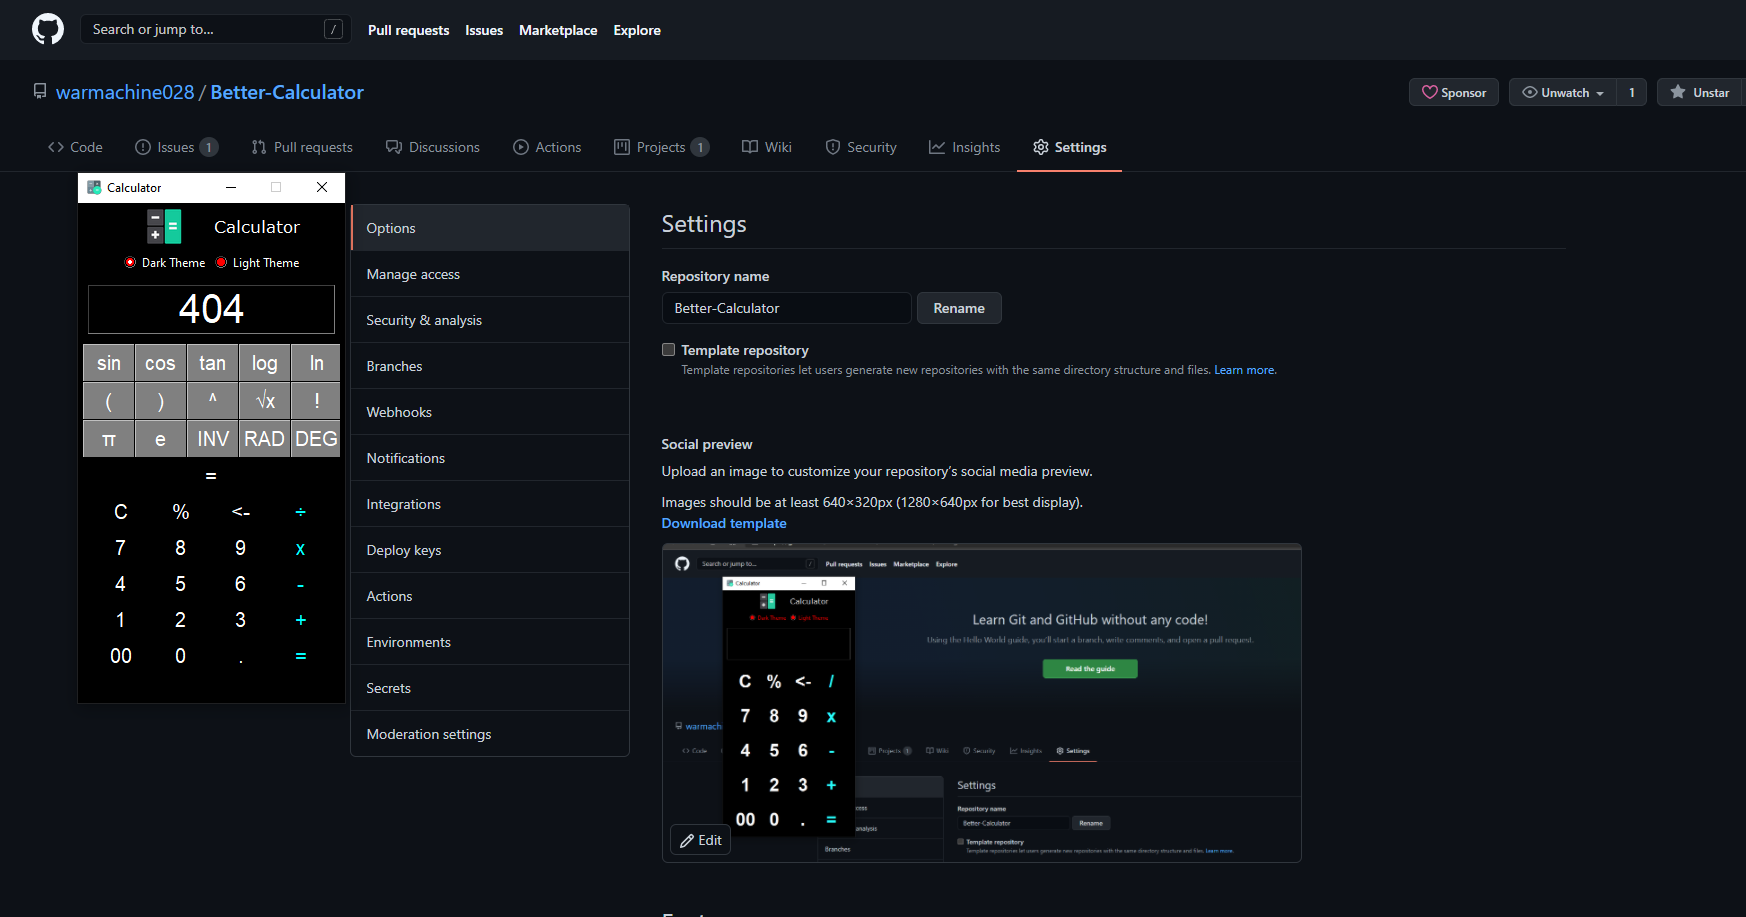 Search or jump to... /
Pull requests Issues Marketplace Explore
warmachine028 / Better-Calculator
Sponsor Unwatch 1 Unstar
Code Issues 1 Pull requests Discussions Actions Projects 1 Wiki Security Insights Settings
Calculator
Calculator
Dark Theme Light Theme
404
sin cos tan log ln
( ) ^ √x !
π e INV RAD DEG
=
C % <- ÷
7 8 9 x
4 5 6 -
1 2 3 +
00 0 . =
Options
Manage access
Security & analysis
Branches
Webhooks
Notifications
Integrations
Deploy keys
Actions
Environments
Secrets
Moderation settings
Settings
Repository name
Better-Calculator Rename
Template repository
Template repositories let users generate new repositories with the same directory structure and files. Learn more.
Social preview
Upload an image to customize your repository’s social media preview.
Images should be at least 640×320px (1280×640px for best display).
Download template
Search or jump to... /
Pull requests Issues Marketplace Explore
Calculator
Calculator
Dark Theme Light Theme
C % <- /
7 8 9 x
4 5 6 -
1 2 3 +
00 0 . =
Learn Git and GitHub without any code!
Using the Hello World guide, you'll start a branch, write comments, and open a pull request.
Read the guide
warmach
Code Projects 1 Wiki Security Insights Settings
analysis
Branches
Settings
Repository name
Better-Calculator Rename
Template repository
Template repositories let users generate new repositories with the same directory structure and files. Learn more.
Edit